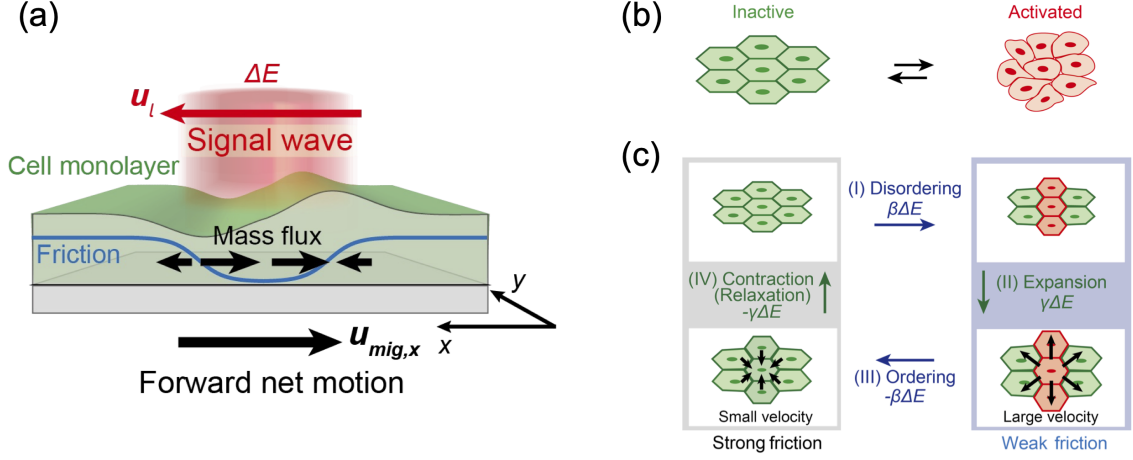 (a)
ΔE
u_l
Signal wave
Cell monolayer
Mass flux
Friction
y
x
u_mig,x
Forward net motion
(b)
Inactive
Activated
(c)
(I) Disordering
βΔE
(II) Expansion
γΔE
(III) Ordering
-βΔE
(IV) Contraction
(Relaxation)
-γΔE
Small velocity
Strong friction
Large velocity
Weak friction